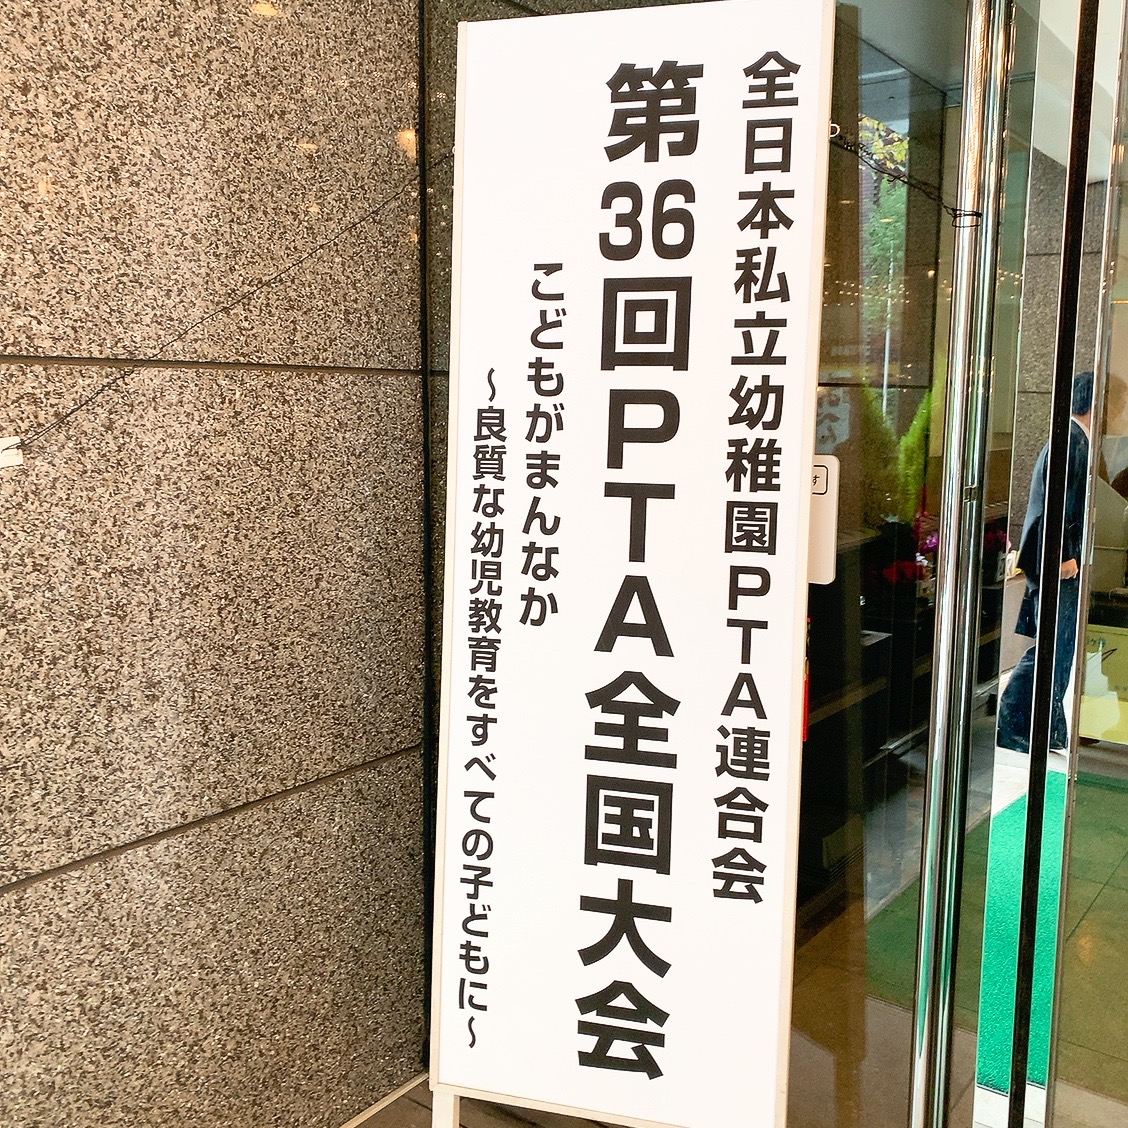 全日本私立幼稚園PTA連合会
第36回PTA全国大会
こどもがまんなか
～良質な幼児教育をすべての子どもに～
す